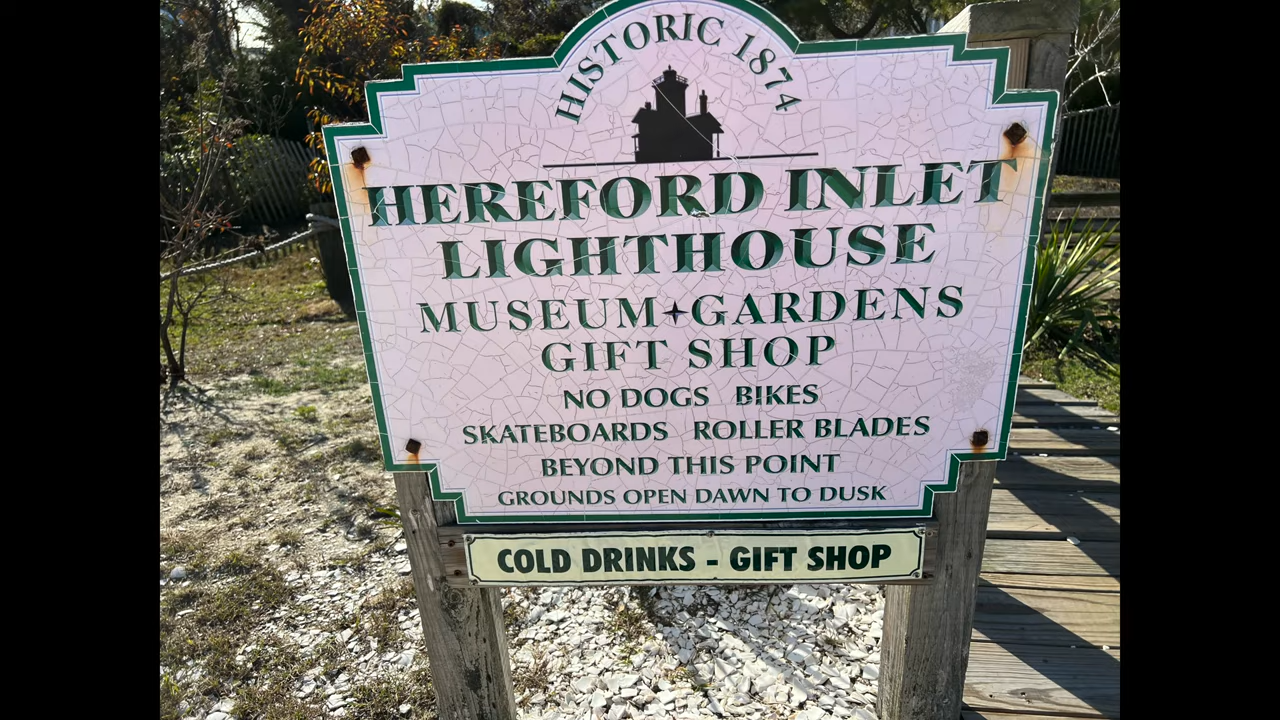 HISTORIC 1874
HEREFORD INLET
LIGHTHOUSE
MUSEUM✦GARDENS
GIFT SHOP
NO DOGS BIKES
SKATEBOARDS ROLLER BLADES
BEYOND THIS POINT
GROUNDS OPEN DAWN TO DUSK
COLD DRINKS - GIFT SHOP